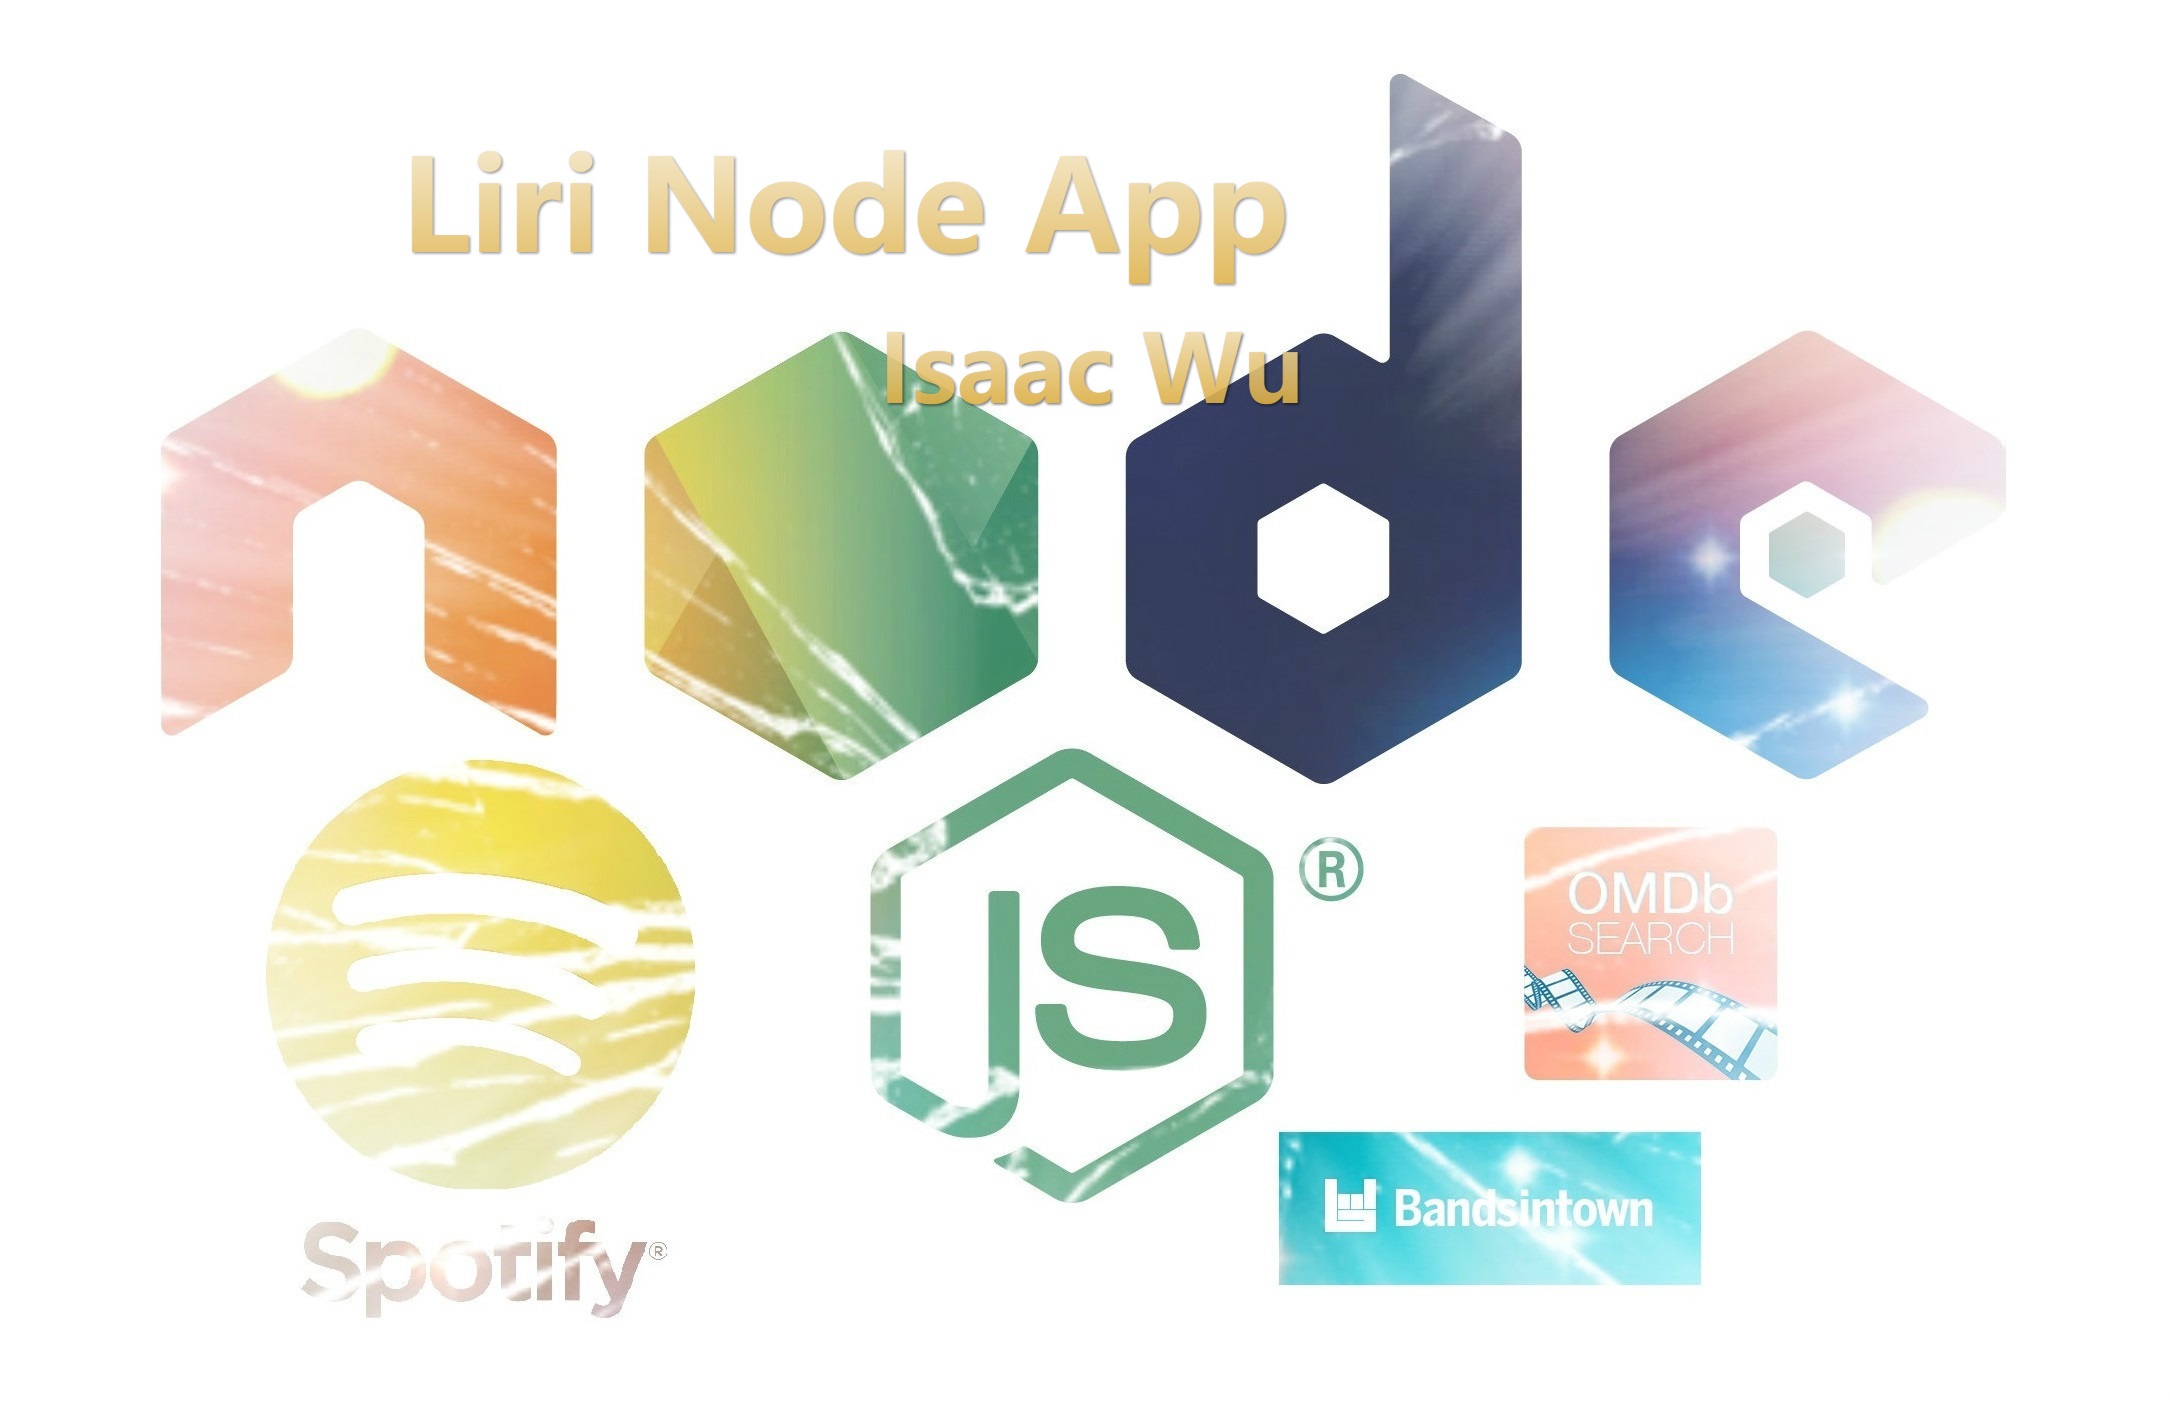 Liri Node App
Isaac Wu
node
JS ®
OMDb
SEARCH
Bandsintown
Spotify®